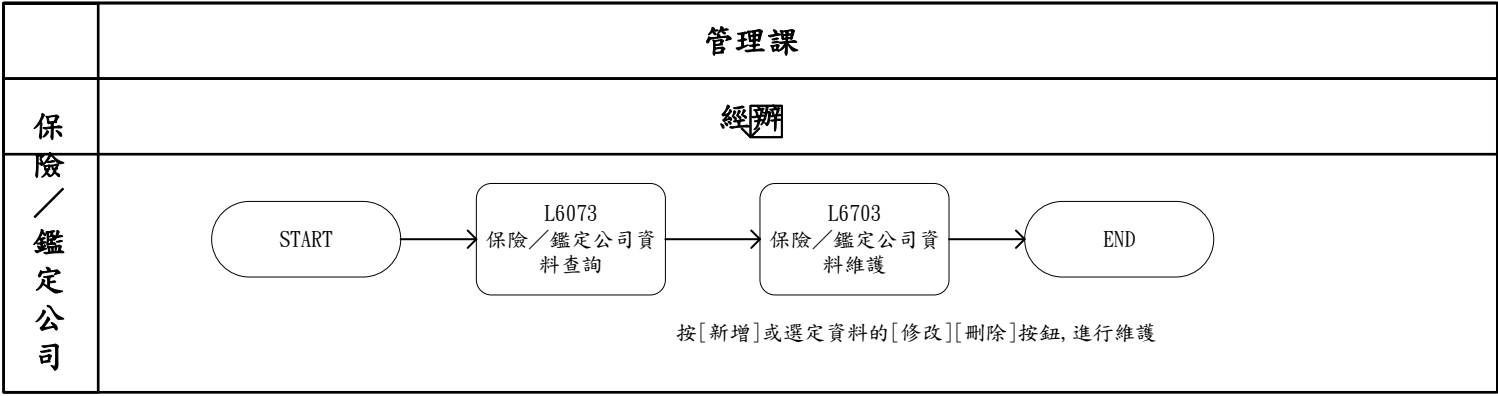 管理課
經辦
保險／鑑定公司
START
L6073
保險／鑑定公司資
料查詢
L6703
保險／鑑定公司資
料維護
END
按[新增]或選定資料的[修改][刪除]按鈕,進行維護